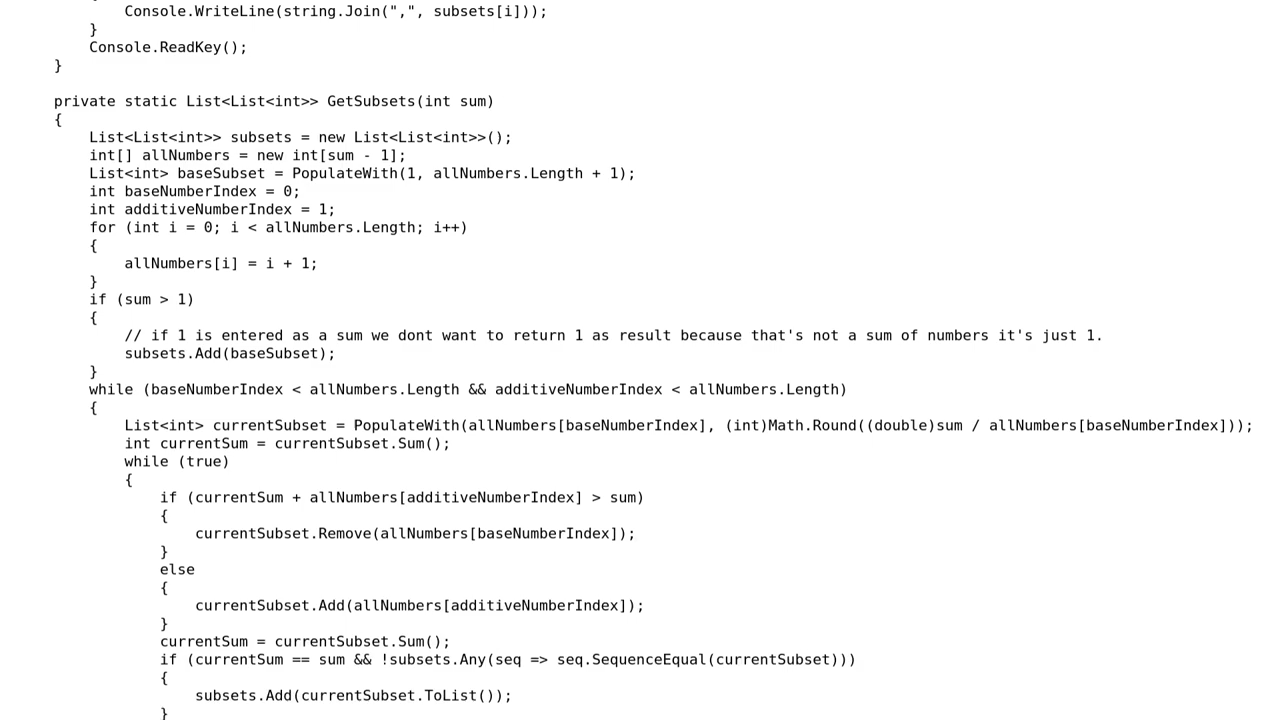 {
Console.WriteLine(string.Join(",", subsets[i]));
}
Console.ReadKey();
}
private static List<List<int>> GetSubsets(int sum)
{
List<List<int>> subsets = new List<List<int>>();
int[] allNumbers = new int[sum - 1];
List<int> baseSubset = PopulateWith(1, allNumbers.Length + 1);
int baseNumberIndex = 0;
int additiveNumberIndex = 1;
for (int i = 0; i < allNumbers.Length; i++)
{
allNumbers[i] = i + 1;
}
if (sum > 1)
{
// if 1 is entered as a sum we dont want to return 1 as result because that's not a sum of numbers it's just 1.
subsets.Add(baseSubset);
}
while (baseNumberIndex < allNumbers.Length && additiveNumberIndex < allNumbers.Length)
{
List<int> currentSubset = PopulateWith(allNumbers[baseNumberIndex], (int)Math.Round((double)sum / allNumbers[baseNumberIndex]));
int currentSum = currentSubset.Sum();
while (true)
{
if (currentSum + allNumbers[additiveNumberIndex] > sum)
{
currentSubset.Remove(allNumbers[baseNumberIndex]);
}
else
{
currentSubset.Add(allNumbers[additiveNumberIndex]);
}
currentSum = currentSubset.Sum();
if (currentSum == sum && !subsets.Any(seq => seq.SequenceEqual(currentSubset)))
{
subsets.Add(currentSubset.ToList());
}